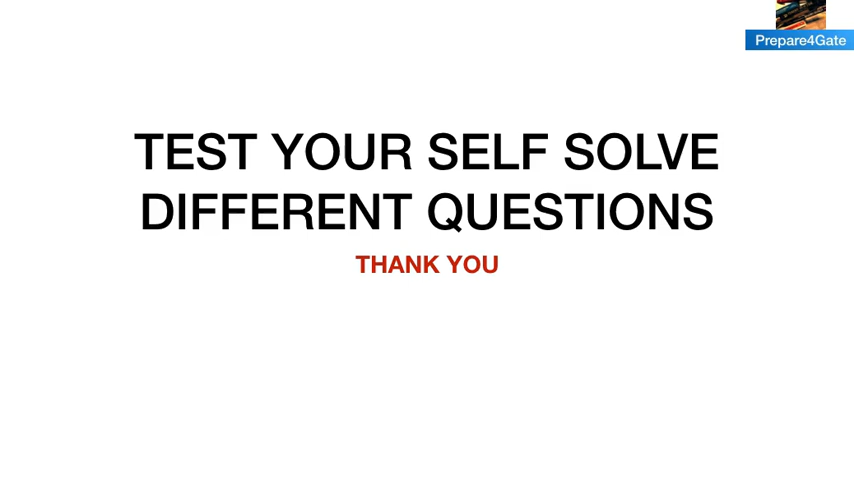 Prepare4Gate
TEST YOUR SELF SOLVE
DIFFERENT QUESTIONS
THANK YOU